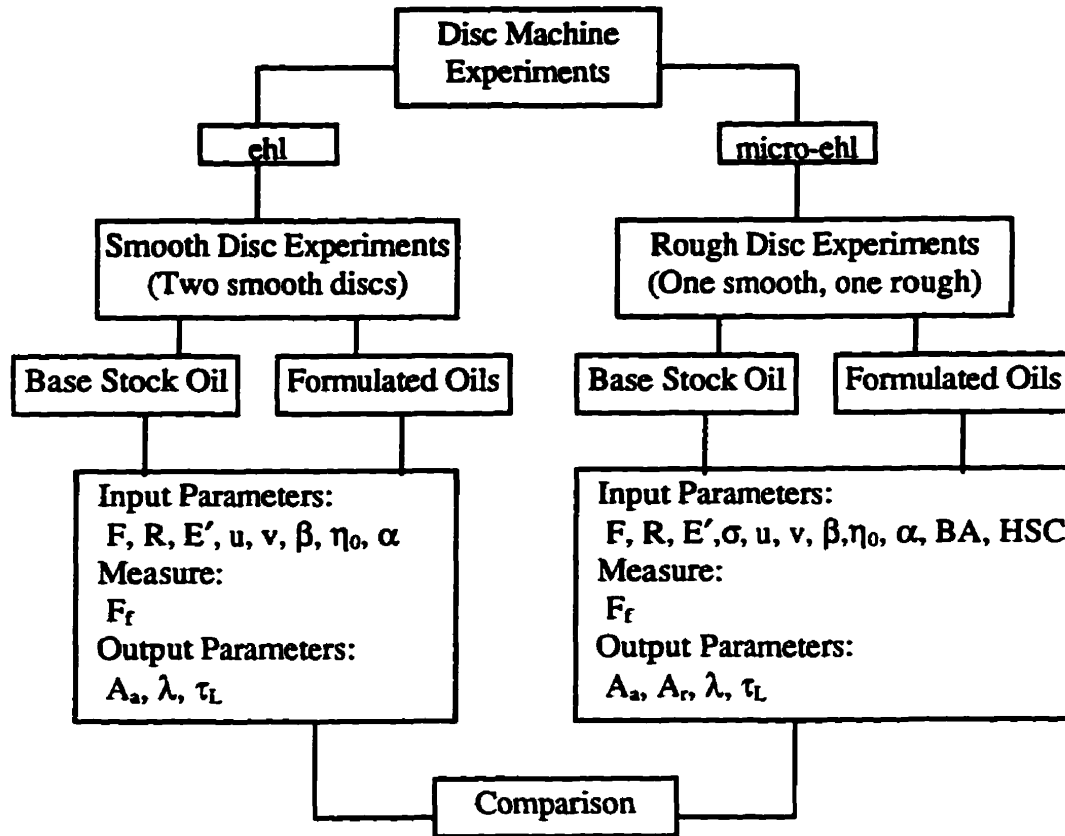 Disc Machine
Experiments
ehl
micro-ehl
Smooth Disc Experiments
(Two smooth discs)
Rough Disc Experiments
(One smooth, one rough)
Base Stock Oil
Formulated Oils
Base Stock Oil
Formulated Oils
Input Parameters:
F, R, E′, u, v, β, η₀, α
Measure:
F_f
Output Parameters:
A_a, λ, τ_L
Input Parameters:
F, R, E′,σ, u, v, β,η₀, α, BA, HSC
Measure:
F_f
Output Parameters:
A_a, A_r, λ, τ_L
Comparison